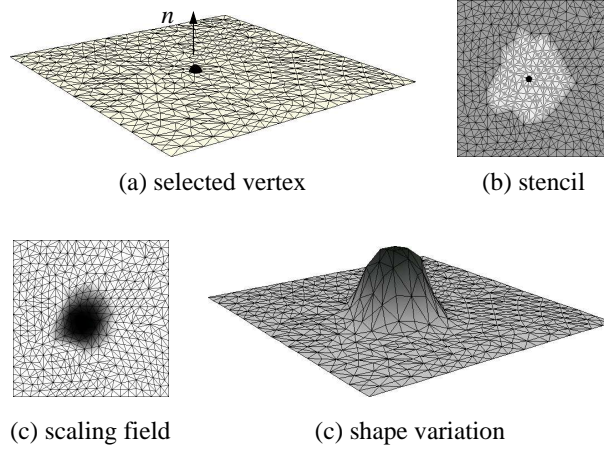 n
(a) selected vertex
(b) stencil
(c) scaling field
(c) shape variation